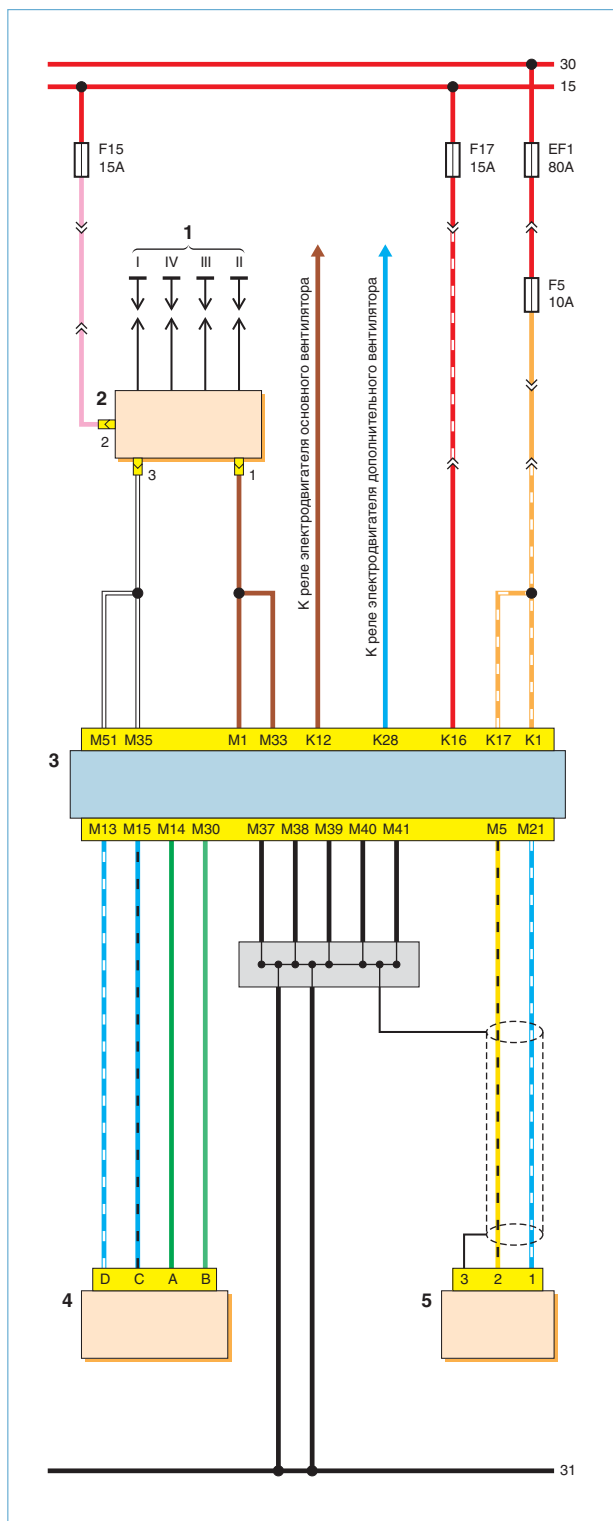 30
15
F15
15A
F17
15A
EF1
80A
1
I IV III II
F5
10A
К реле электродвигателя основного вентилятора
К реле электродвигателя дополнительного вентилятора
2
2
3
1
M51 M35 M1 M33 K12 K28 K16 K17 K1
3
M13 M15 M14 M30 M37 M38 M39 M40 M41 M5 M21
D C A B
3 2 1
4
5
31